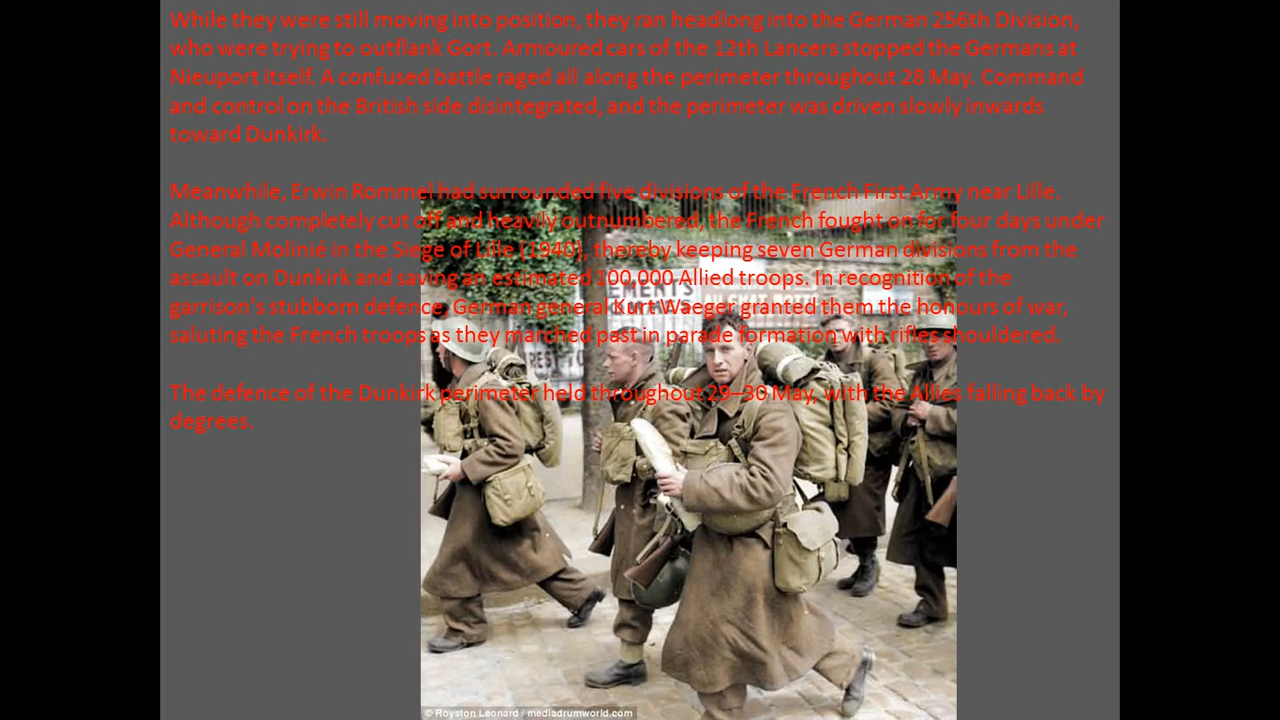 While they were still moving into position, they ran headlong into the German 256th Division,
who were trying to outflank Gort. Armoured cars of the 12th Lancers stopped the Germans at
Nieuport itself. A confused battle raged all along the perimeter throughout 28 May. Command
and control on the British side disintegrated, and the perimeter was driven slowly inwards
toward Dunkirk.
Meanwhile, Erwin Rommel had surrounded five divisions of the French First Army near Lille.
Although completely cut off and heavily outnumbered, the French fought on for four days under
General Molinié in the Siege of Lille (1940), thereby keeping seven German divisions from the
assault on Dunkirk and saving an estimated 100,000 Allied troops. In recognition of the
garrison's stubborn defence, German general Kurt Waeger granted them the honours of war,
saluting the French troops as they marched past in parade formation with rifles shouldered.
The defence of the Dunkirk perimeter held throughout 29–30 May, with the Allies falling back by
degrees.
EMENTS
© Royston Leonard / mediadrumworld.com